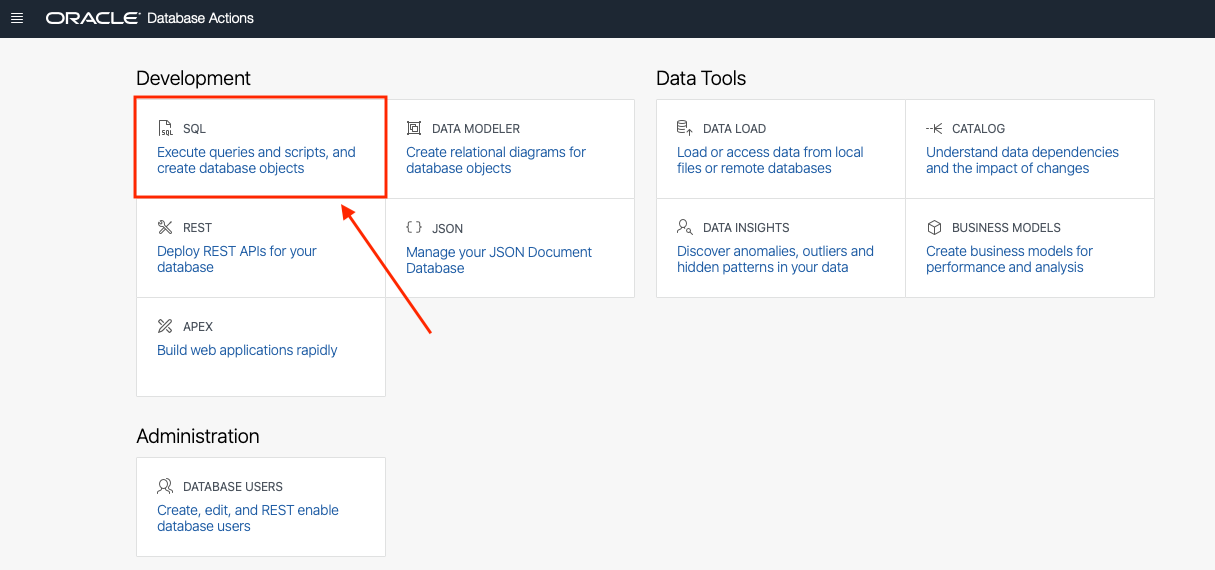 ORACLE Database Actions
Development
SQL
Execute queries and scripts, and
create database objects
DATA MODELER
Create relational diagrams for
database objects
REST
Deploy REST APIs for your
database
{ } JSON
Manage your JSON Document
Database
APEX
Build web applications rapidly
Data Tools
DATA LOAD
Load or access data from local
files or remote databases
CATALOG
Understand data dependencies
and the impact of changes
DATA INSIGHTS
Discover anomalies, outliers and
hidden patterns in your data
BUSINESS MODELS
Create business models for
performance and analysis
Administration
DATABASE USERS
Create, edit, and REST enable
database users